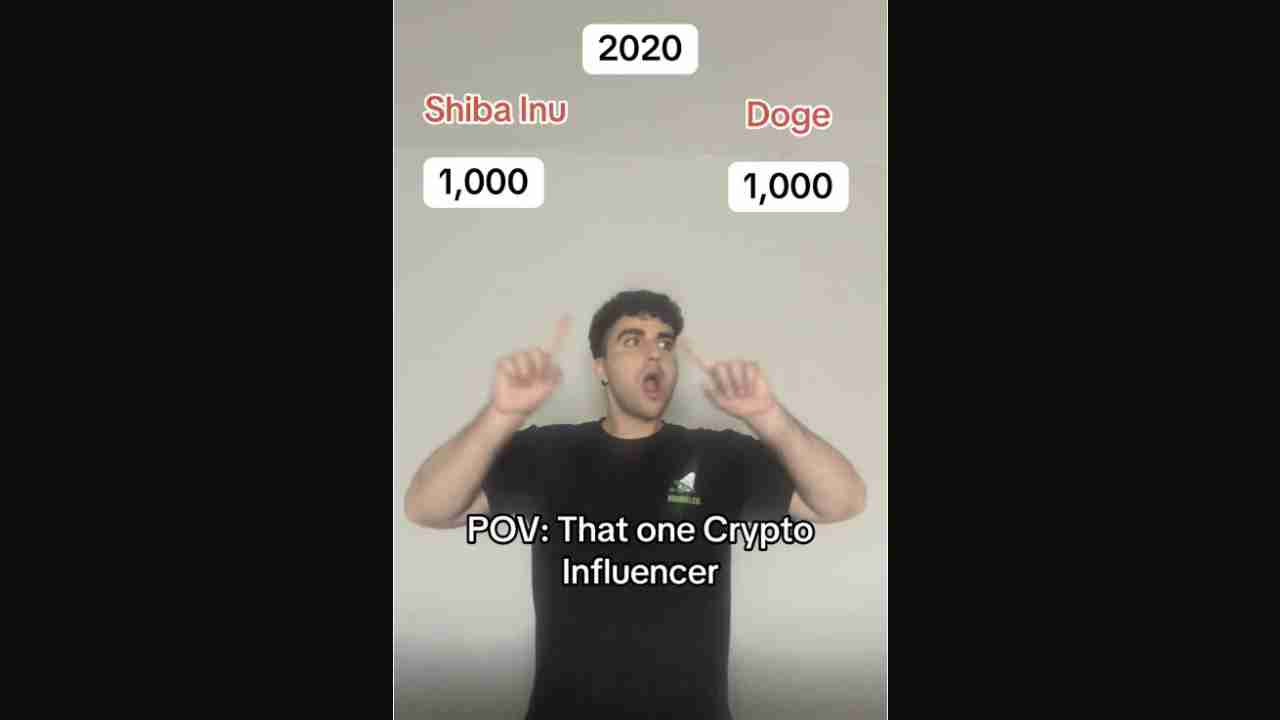 2020
Shiba Inu
Doge
1,000
1,000
POV: That one Crypto
Influencer